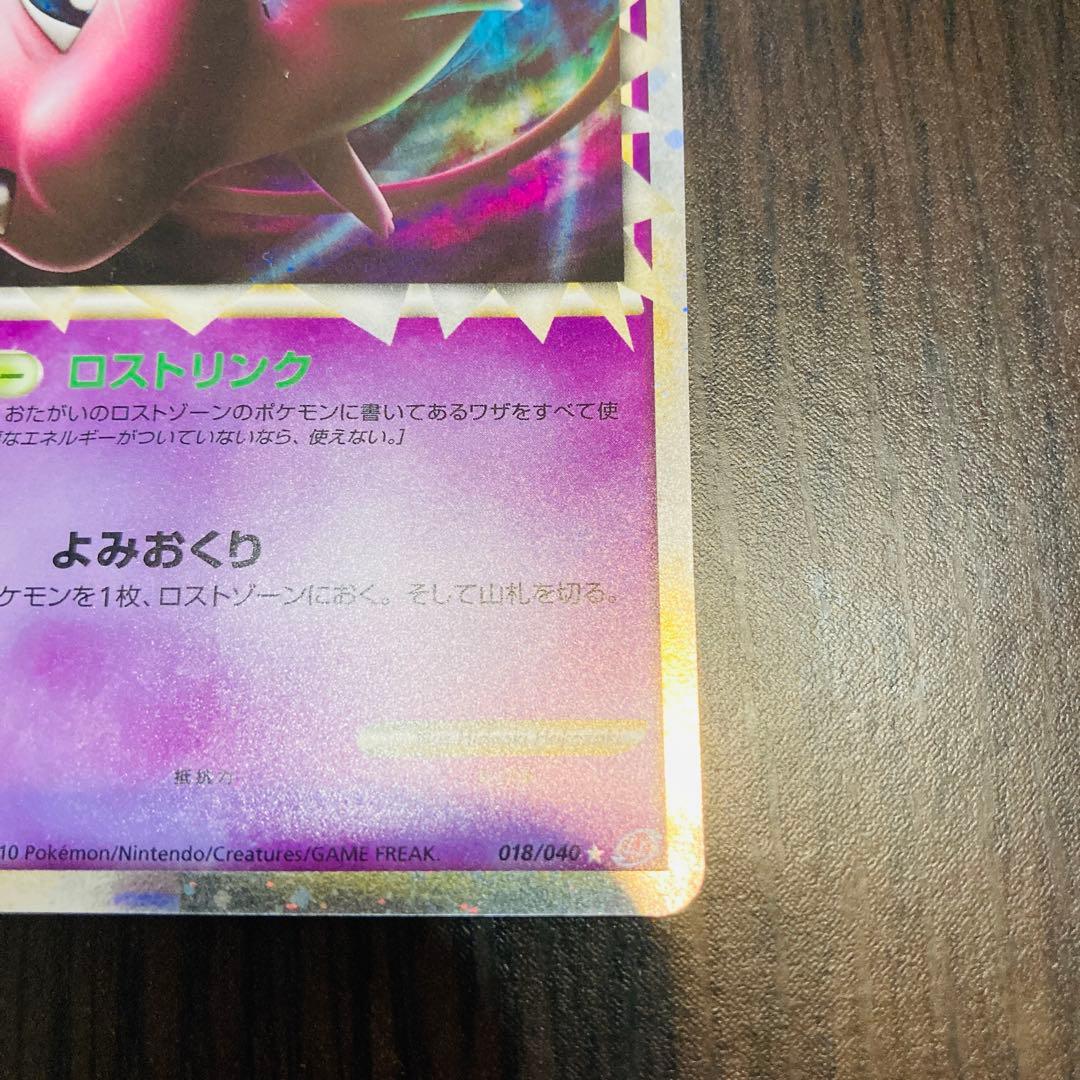 ー ロストリンク
おたがいのロストゾーンのポケモンに書いてあるワザをすべて使
なエネルギーがついていないなら、使えない。]
よみおくり
ケモンを1枚、ロストゾーンにおく。そして山札を切る。
抵抗力
10 Pokémon/Nintendo/Creatures/GAME FREAK. 018/040 ★